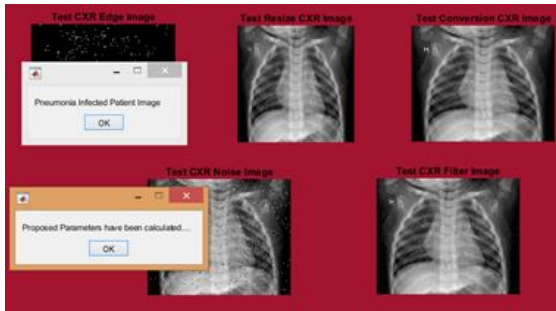 Test CXR Edge Image
Test Resize CXR Image
Test Conversion CXR Image
Pneumonia Infected Patient Image
OK
Test CXR Noise Image
Test CXR Filter Image
Proposed Parameters have been calculated....
OK